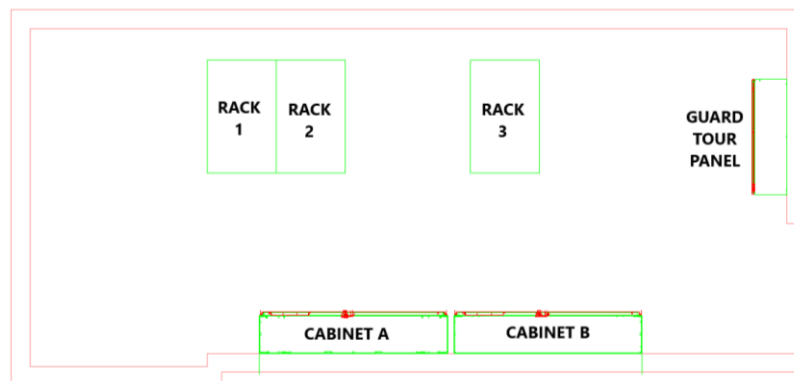 RACK
1
RACK
2
RACK
3
GUARD
TOUR
PANEL
CABINET A
CABINET B